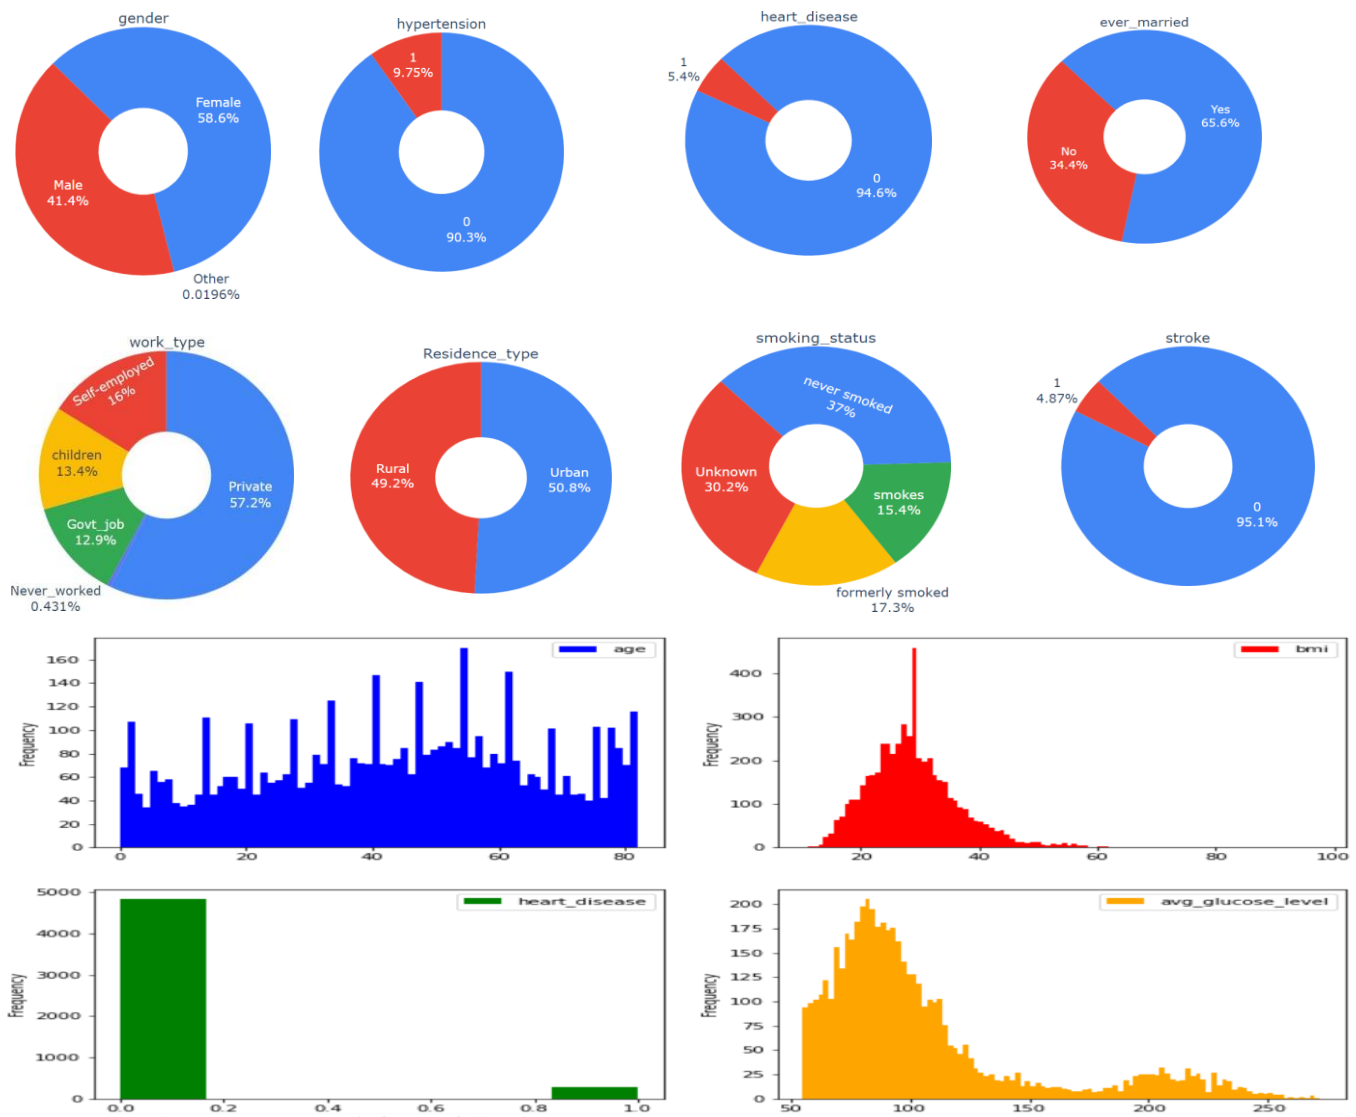 gender
hypertension
heart_disease
ever_married
Female
58.6%
Male
41.4%
Other
0.0196%
1
9.75%
0
90.3%
1
5.4%
0
94.6%
Yes
65.6%
No
34.4%
work_type
Residence_type
smoking_status
stroke
Self-employed
16%
children
13.4%
Private
57.2%
Govt_job
12.9%
Never_worked
0.431%
Rural
49.2%
Urban
50.8%
never smoked
37%
Unknown
30.2%
smokes
15.4%
formerly smoked
17.3%
1
4.87%
0
95.1%
age
Frequency
160
140
120
100
80
60
40
20
0
0 20 40 60 80
bmi
Frequency
400
300
200
100
0
20 40 60 80 100
heart_disease
Frequency
5000
4000
3000
2000
1000
0
0.0 0.2 0.4 0.6 0.8 1.0
avg_glucose_level
Frequency
200
175
150
125
100
75
50
25
0
50 100 150 200 250